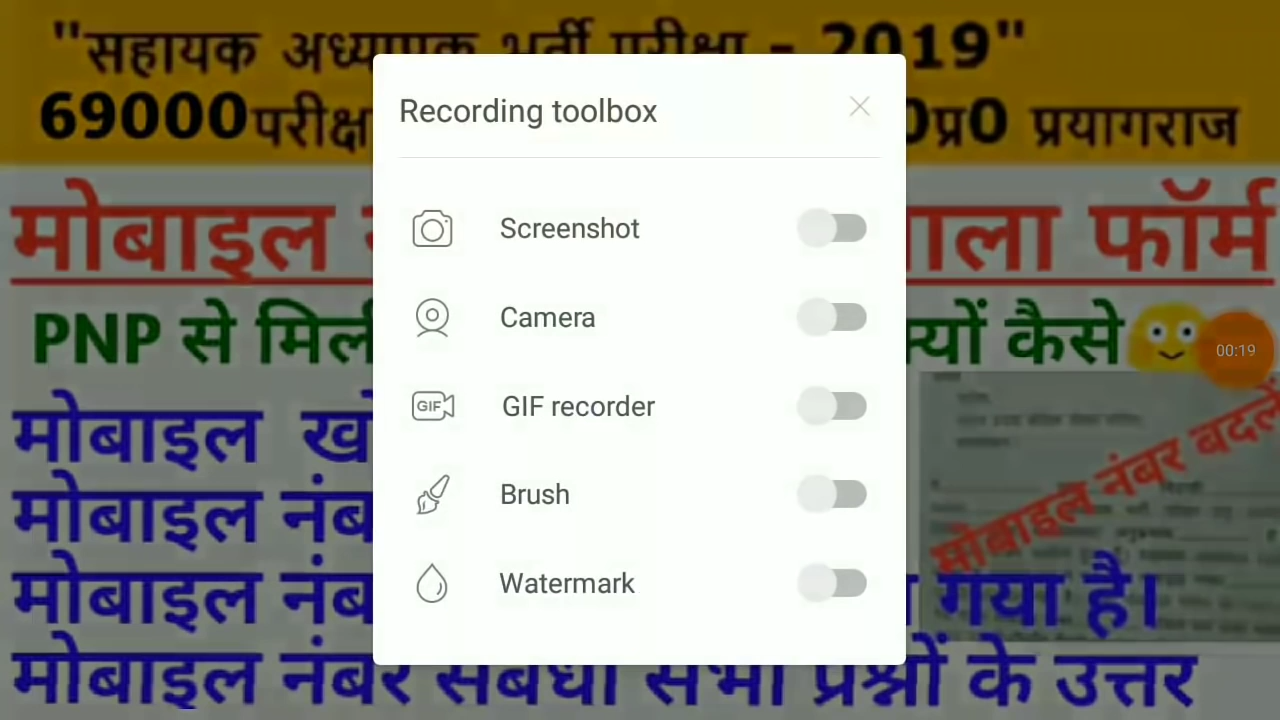 "सहायक अध्यापक भर्ती परीक्षा - 2019"
69000परीक्ष 0प्र0 प्रयागराज
Recording toolbox
मोबाइल ाला फॉर्म
Screenshot
PNP से मिली क्यों कैसे
Camera
00:19
मोबाइल खो
GIF recorder
मोबाइल नंबर बदलें
मोबाइल नंब
Brush
मोबाइल नंब गया है।
Watermark
मोबाइल नंबर संबंधी सभी प्रश्नों के उत्तर